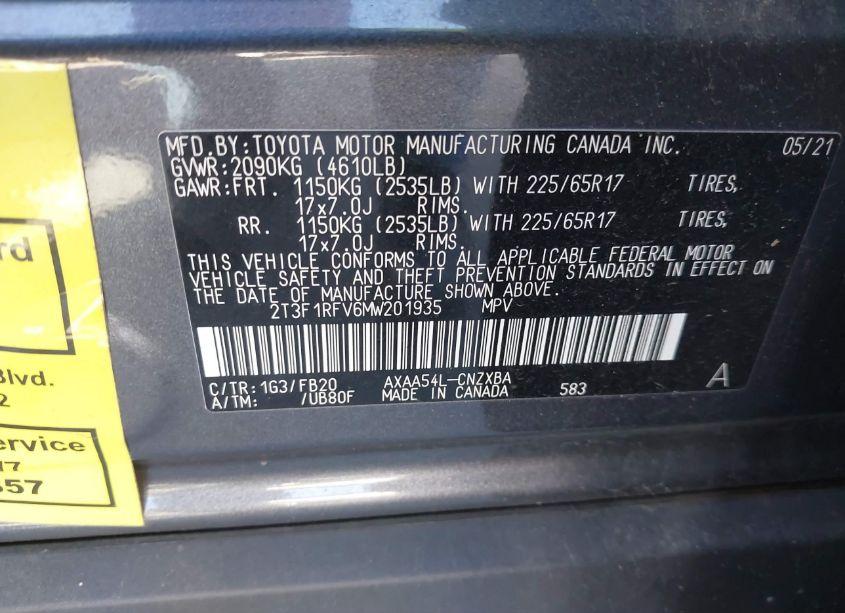 MFD.BY:TOYOTA MOTOR MANUFACTURING CANADA INC. 05/21
GVWR:2090KG (4610LB)
GAWR:FRT. 1150KG (2535LB) WITH 225/65R17 TIRES,
17x7.0J RIMS.
RR. 1150KG (2535LB) WITH 225/65R17 TIRES,
17x7.0J RIMS.
THIS VEHICLE CONFORMS TO ALL APPLICABLE FEDERAL MOTOR
VEHICLE SAFETY AND THEFT PREVENTION STANDARDS IN EFFECT ON
THE DATE OF MANUFACTURE SHOWN ABOVE.
2T3F1RFV6MW201935 MPV
C/TR:1G3/FB20 AXAA54L-CNZXBA 583 A
A/TM: /UB80F MADE IN CANADA
rd
Blvd.
2
ervice
17
557